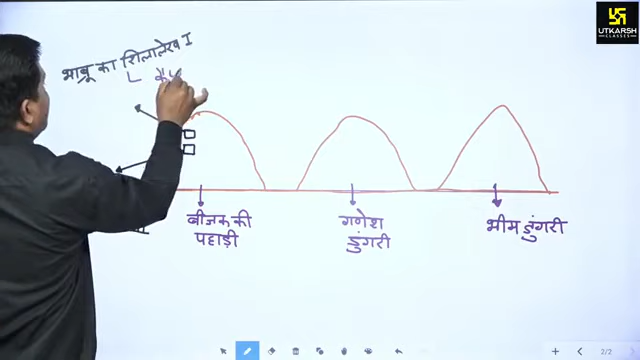 भाब्रू का शिलालेख I
L कै
बीजक की
पहाड़ी
गणेश
डुंगरी
भीम डुंगरी
UTKARSH
CLASSES
2/2